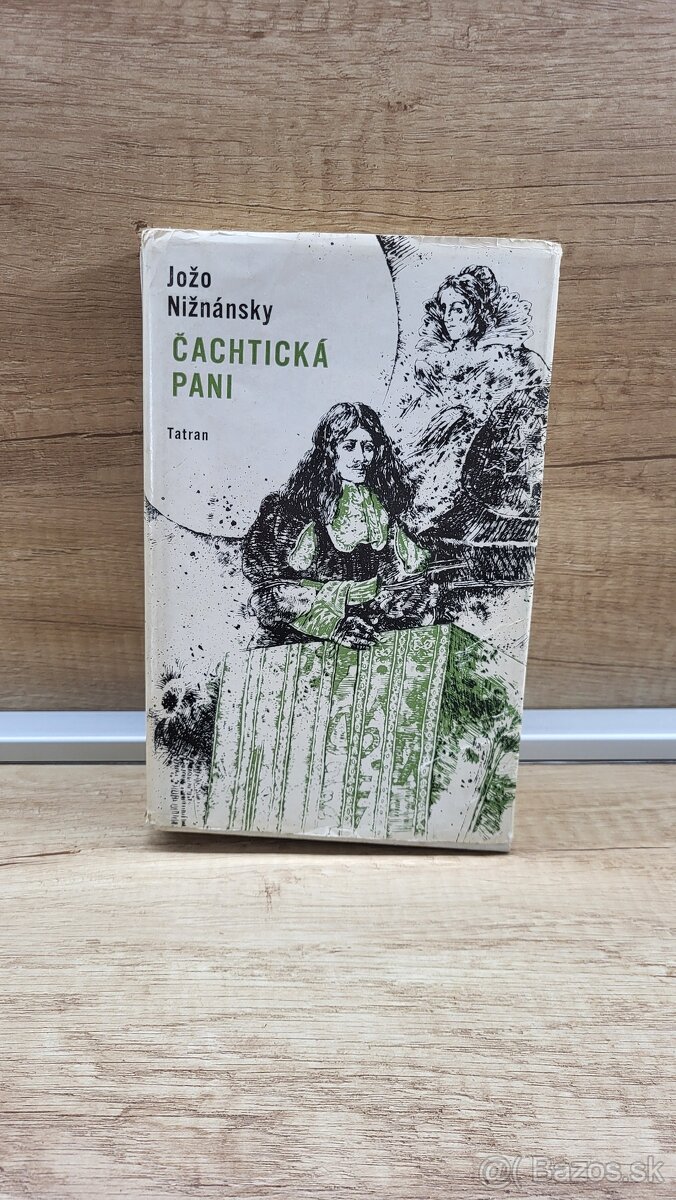 Jožo
Nižnánsky
ČACHTICKÁ
PANI
Tatran
Bazos.sk